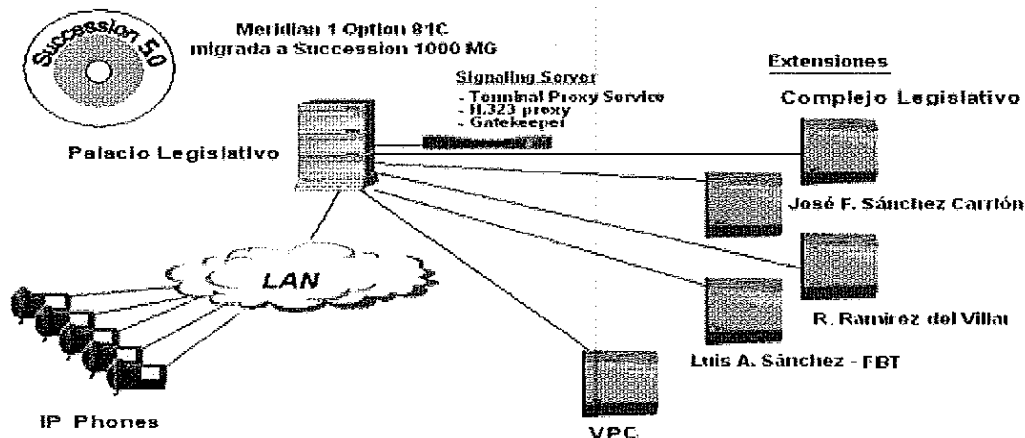 Succession 5.0
Meridian 1 Option 81C
migrada a Succession 1000 MG
Signaling Server
- Terminal Proxy Service
- H.323 proxy
- Gatekeeper
Extensiones
Complejo Legislativo
Palacio Legislativo
José F. Sánchez Carrión
LAN
R. Ramirez del Villar
Luis A. Sánchez - FBT
IP Phones
VPC